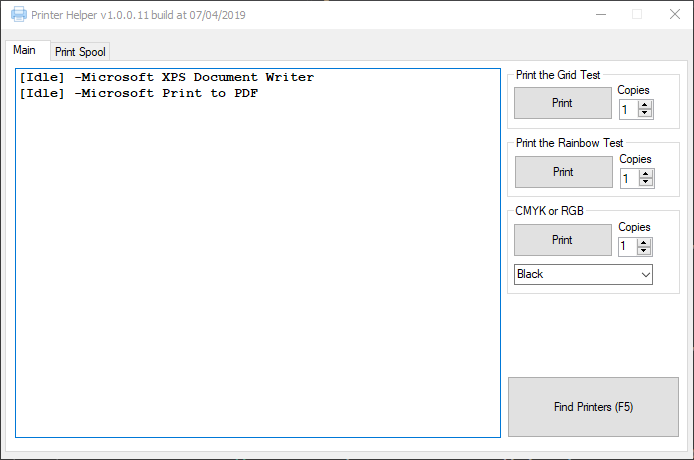 Printer Helper v1.0.0.11 build at 07/04/2019
Main
Print Spool
[Idle] -Microsoft XPS Document Writer
[Idle] -Microsoft Print to PDF
Print the Grid Test
Print
Copies
1
Print the Rainbow Test
Print
Copies
1
CMYK or RGB
Print
Copies
1
Black
Find Printers (F5)